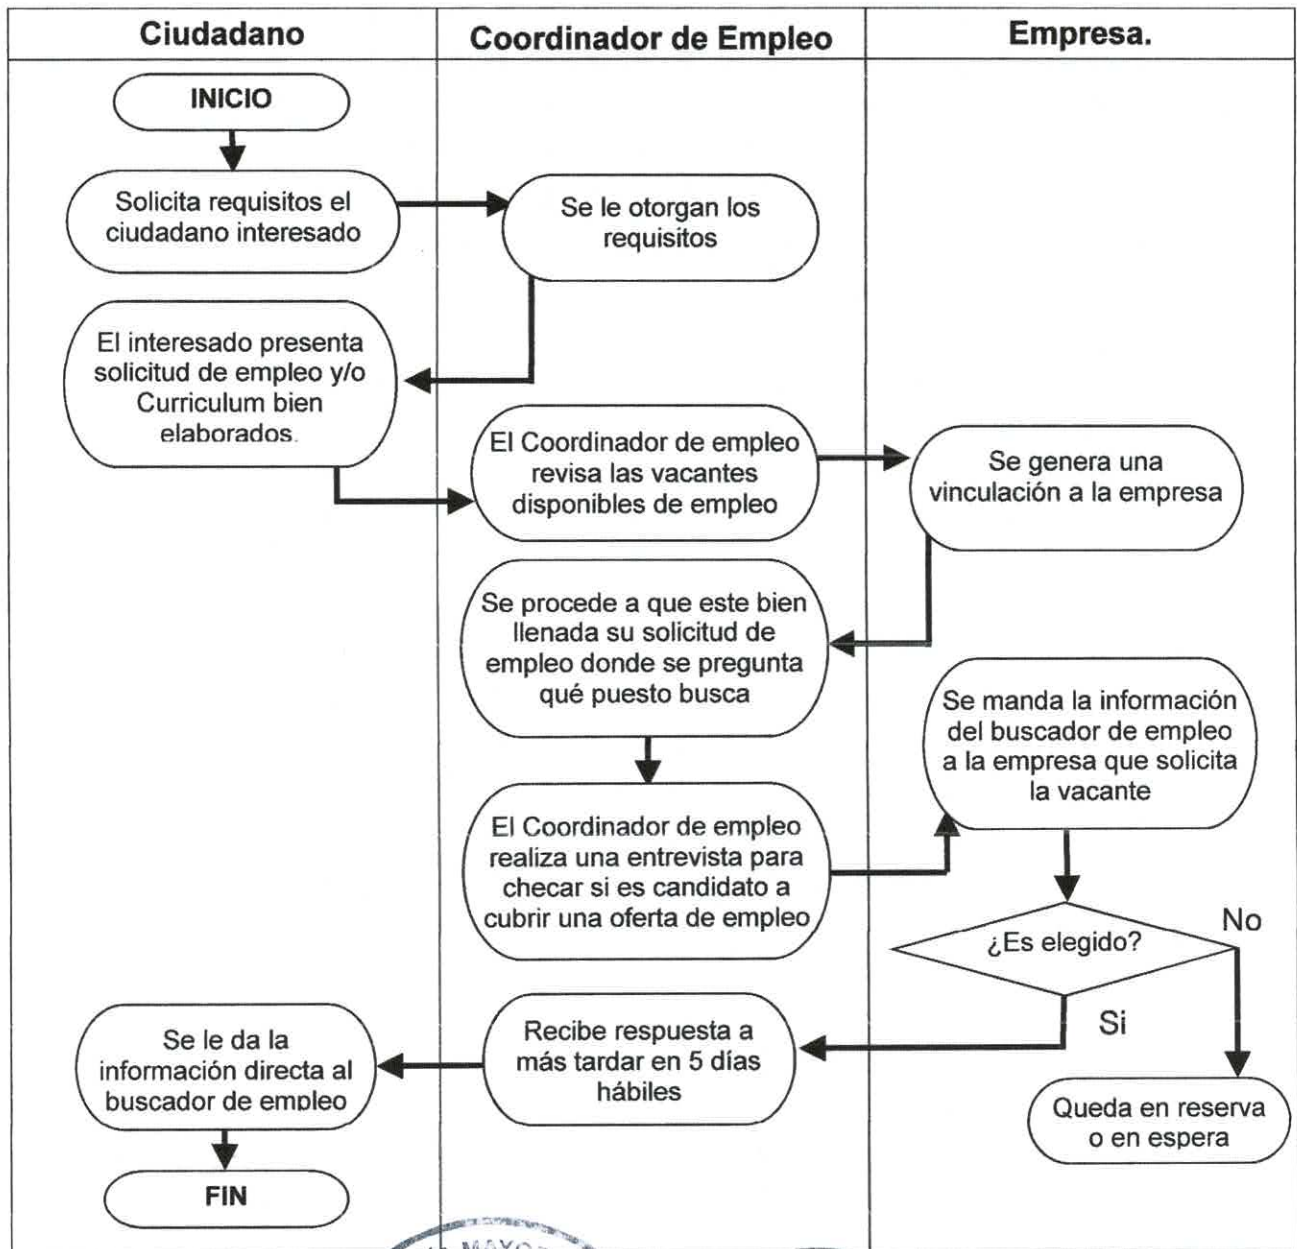 Ciudadano
Coordinador de Empleo
Empresa.
INICIO
Solicita requisitos el
ciudadano interesado
Se le otorgan los
requisitos
El interesado presenta
solicitud de empleo y/o
Curriculum bien
elaborados.
El Coordinador de empleo
revisa las vacantes
disponibles de empleo
Se genera una
vinculación a la empresa
Se procede a que este bien
llenada su solicitud de
empleo donde se pregunta
qué puesto busca
El Coordinador de empleo
realiza una entrevista para
checar si es candidato a
cubrir una oferta de empleo
Se manda la información
del buscador de empleo
a la empresa que solicita
la vacante
¿Es elegido?
No
Si
Queda en reserva
o en espera
Recibe respuesta a
más tardar en 5 días
hábiles
Se le da la
información directa al
buscador de empleo
FIN